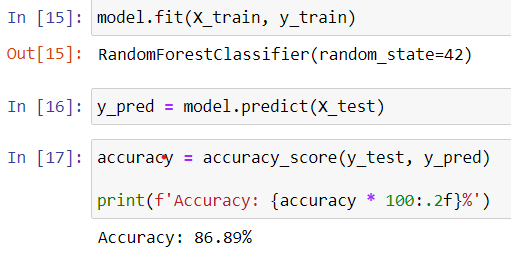 In [15]: model.fit(X_train, y_train)
Out[15]: RandomForestClassifier(random_state=42)
In [16]: y_pred = model.predict(X_test)
In [17]: accuracy = accuracy_score(y_test, y_pred)
print(f'Accuracy: {accuracy * 100:.2f}%')
Accuracy: 86.89%